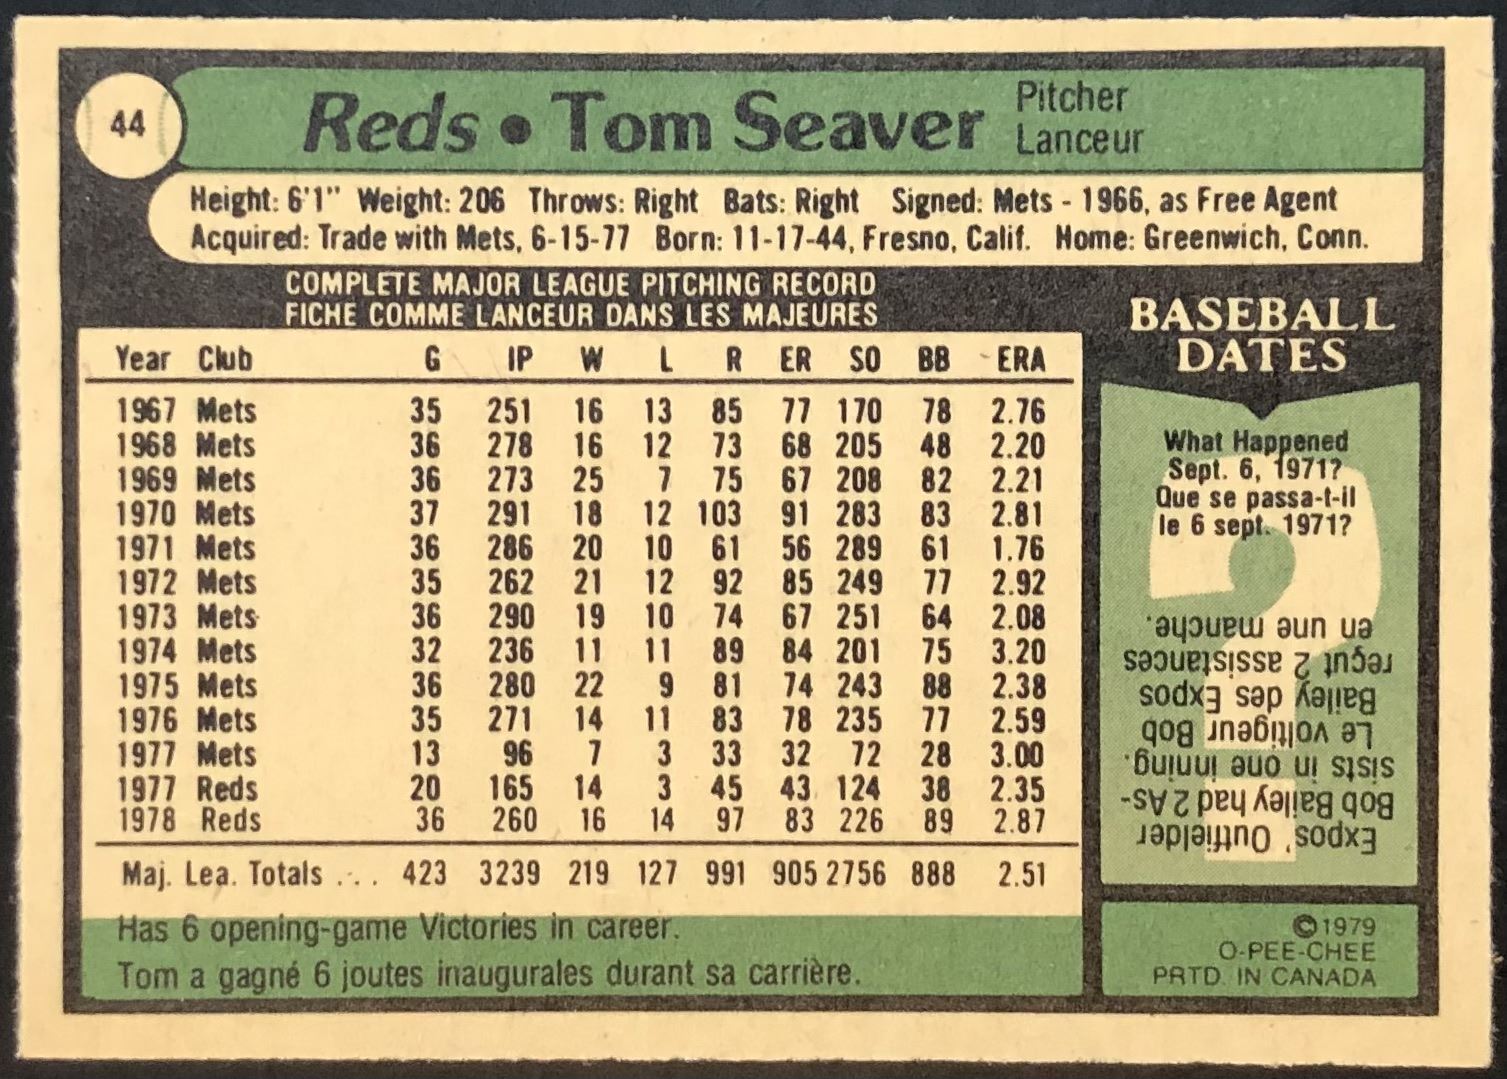 44
Reds • Tom Seaver Pitcher
Lanceur
Height: 6'1" Weight: 206 Throws: Right Bats: Right Signed: Mets - 1966, as Free Agent
Acquired: Trade with Mets, 6-15-77 Born: 11-17-44, Fresno, Calif. Home: Greenwich, Conn.
COMPLETE MAJOR LEAGUE PITCHING RECORD
FICHE COMME LANCEUR DANS LES MAJEURES
Year Club G IP W L R ER SO BB ERA
1967 Mets 35 251 16 13 85 77 170 78 2.76
1968 Mets 36 278 16 12 73 68 205 48 2.20
1969 Mets 36 273 25 7 75 67 208 82 2.21
1970 Mets 37 291 18 12 103 91 283 83 2.81
1971 Mets 36 286 20 10 61 56 289 61 1.76
1972 Mets 35 262 21 12 92 85 249 77 2.92
1973 Mets 36 290 19 10 74 67 251 64 2.08
1974 Mets 32 236 11 11 89 84 201 75 3.20
1975 Mets 36 280 22 9 81 74 243 88 2.38
1976 Mets 35 271 14 11 83 78 235 77 2.59
1977 Mets 13 96 7 3 33 32 72 28 3.00
1977 Reds 20 165 14 3 45 43 124 38 2.35
1978 Reds 36 260 16 14 97 83 226 89 2.87
Maj. Lea. Totals .... 423 3239 219 127 991 905 2756 888 2.51
Has 6 opening-game Victories in career.
Tom a gagné 6 joutes inaugurales durant sa carrière.
BASEBALL
DATES
What Happened
Sept. 6, 1971?
Que se passa-t-il
le 6 sept. 1971?
Expos' Outfielder
Bob Bailey had 2 As-
sists in one inning.
Le voltigeur Bob
Bailey des Expos
reçut 2 assistances
en une manche.
©1979
O-PEE-CHEE
PRTD. IN CANADA